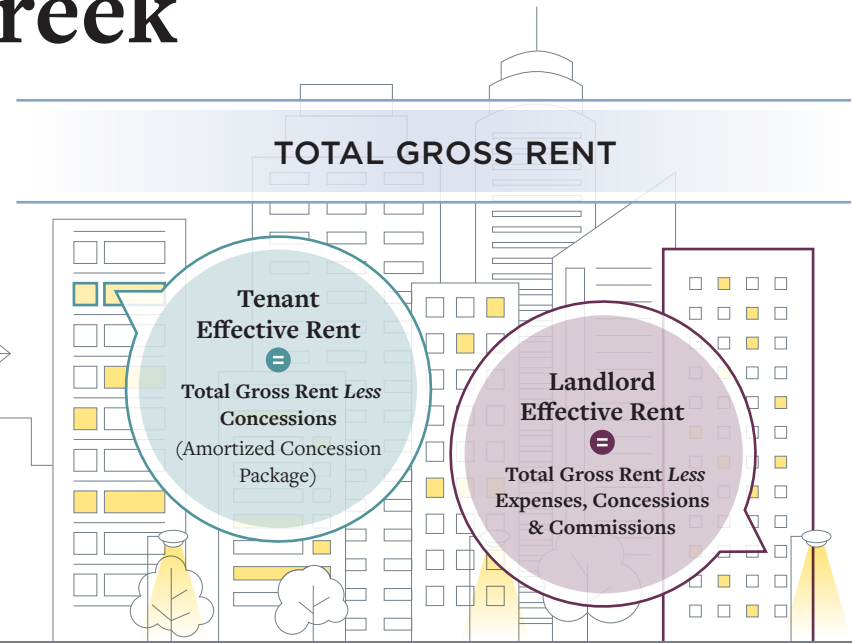 reek
TOTAL GROSS RENT
Tenant
Effective Rent
=
Total Gross Rent Less
Concessions
(Amortized Concession
Package)
Landlord
Effective Rent
=
Total Gross Rent Less
Expenses, Concessions
& Commissions